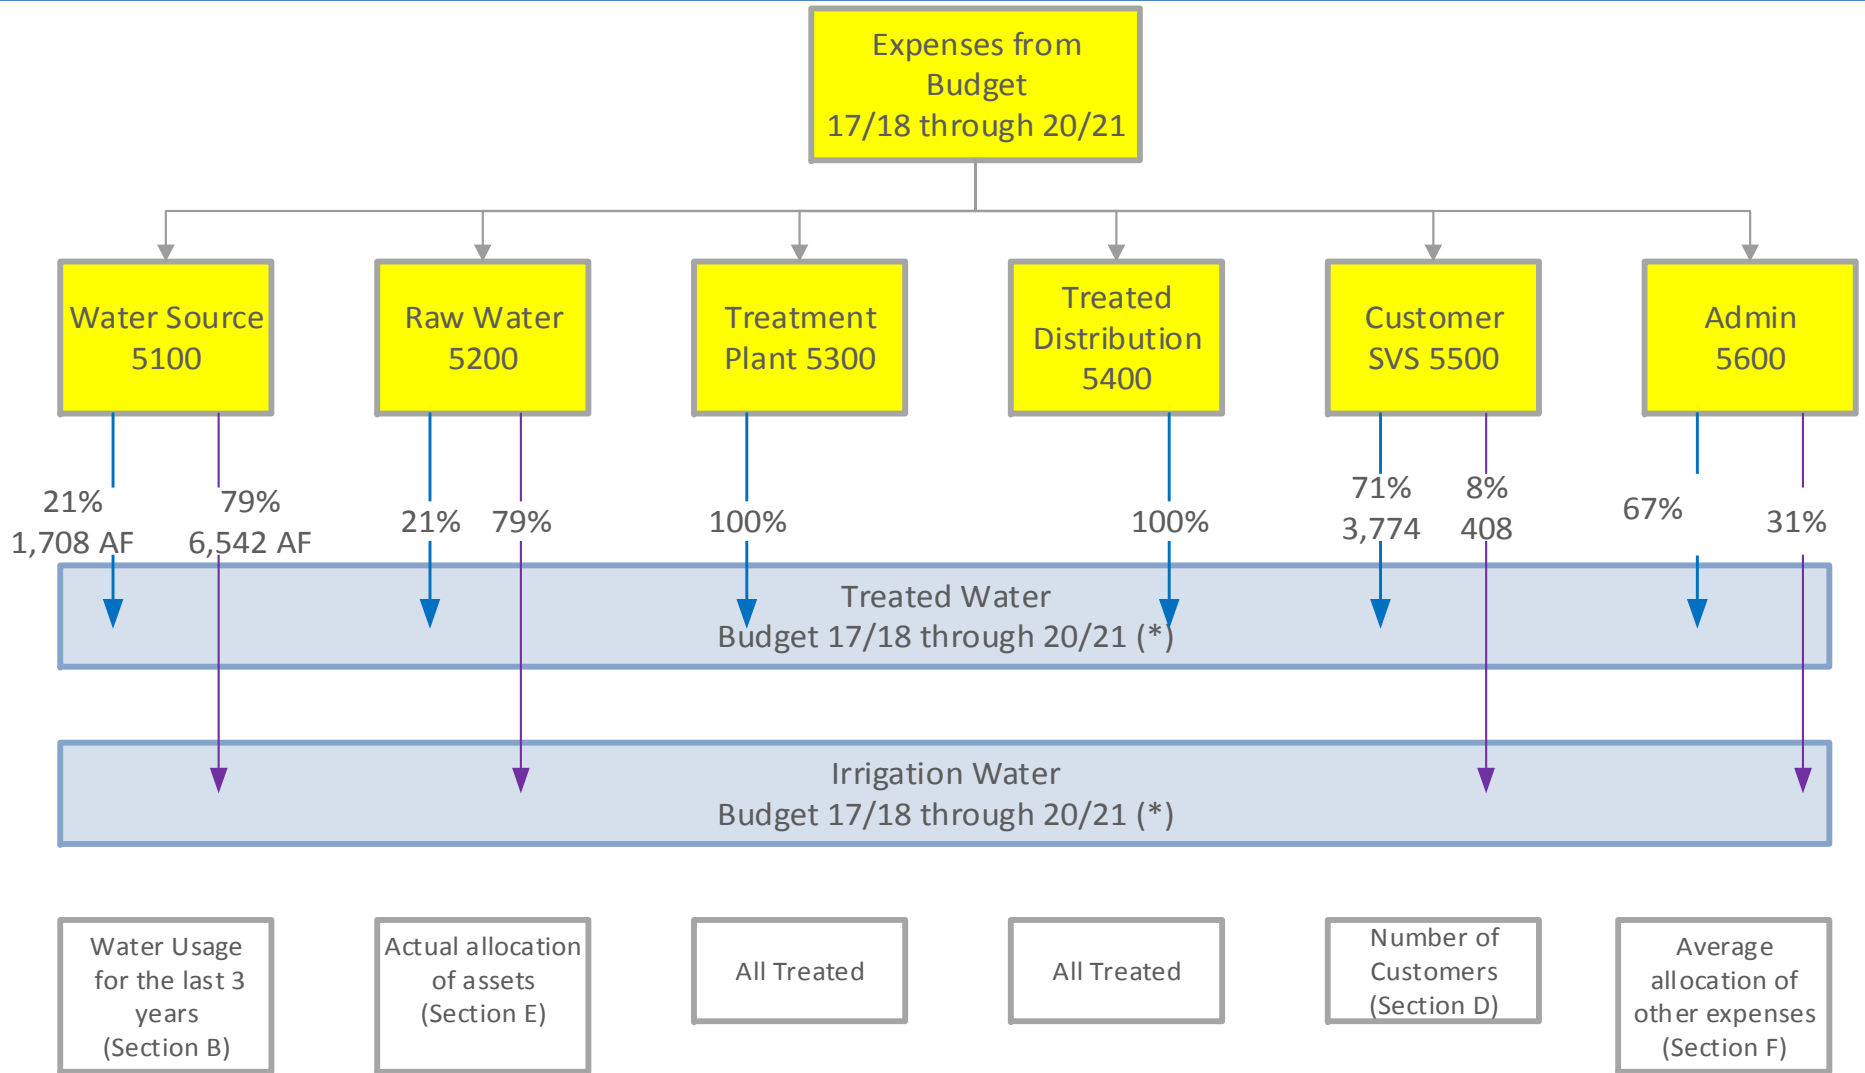 Expenses from
Budget
17/18 through 20/21
Water Source
5100
Raw Water
5200
Treatment
Plant 5300
Treated
Distribution
5400
Customer
SVS 5500
Admin
5600
21%
1,708 AF
79%
6,542 AF
21%
79%
100%
100%
71%
3,774
8%
408
67%
31%
Treated Water
Budget 17/18 through 20/21 (*)
Irrigation Water
Budget 17/18 through 20/21 (*)
Water Usage
for the last 3
years
(Section B)
Actual allocation
of assets
(Section E)
All Treated
All Treated
Number of
Customers
(Section D)
Average
allocation of
other expenses
(Section F)